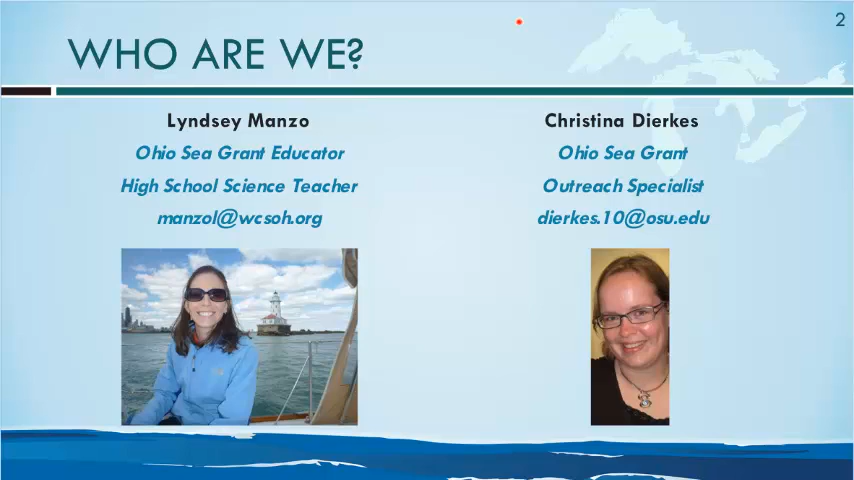 2
WHO ARE WE?
Lyndsey Manzo
Ohio Sea Grant Educator
High School Science Teacher
manzol@wcsoh.org
Christina Dierkes
Ohio Sea Grant
Outreach Specialist
dierkes.10@osu.edu